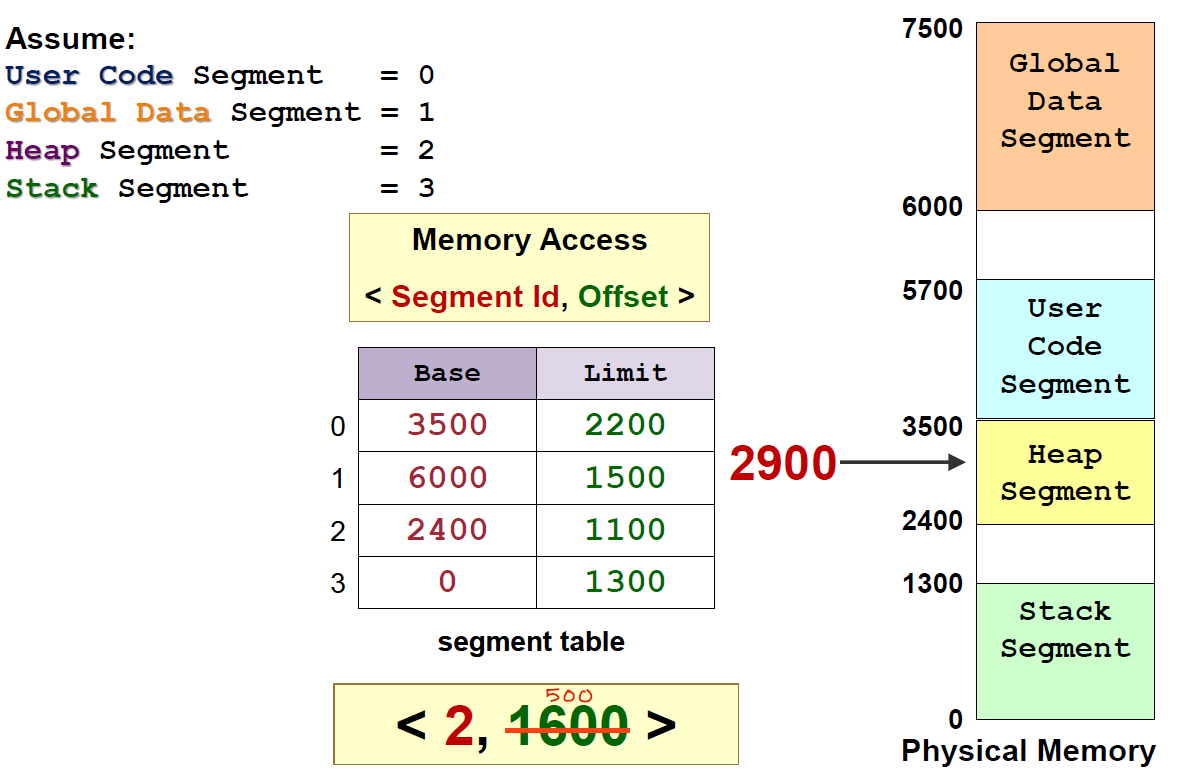 Assume:
User Code Segment = 0
Global Data Segment = 1
Heap Segment = 2
Stack Segment = 3
Memory Access
< Segment Id, Offset >
Base Limit
0 3500 2200
1 6000 1500
2 2400 1100
3 0 1300
segment table
500
< 2, 1600 >
2900
7500
Global
Data
Segment
6000
5700
User
Code
Segment
3500
Heap
Segment
2400
1300
Stack
Segment
0
Physical Memory